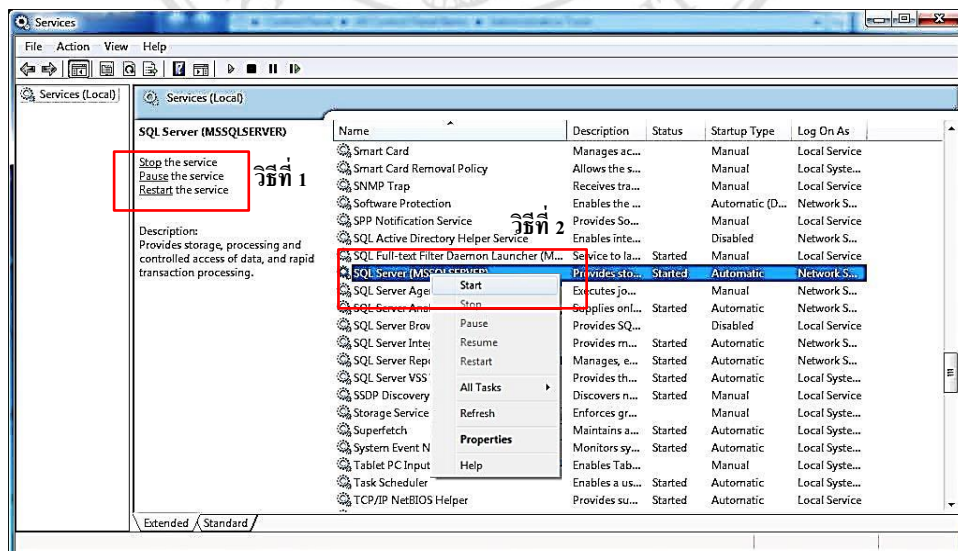 Services
File Action View Help
Services (Local)
Services (Local)
SQL Server (MSSQLSERVER)
Stop the service
Pause the service
Restart the service
วิธีที่ 1
Description:
Provides storage, processing and
controlled access of data, and rapid
transaction processing.
Name Description Status Startup Type Log On As
Smart Card Manages ac... Manual Local Service
Smart Card Removal Policy Allows the s... Manual Local Syste...
SNMP Trap Receives tra... Manual Local Service
Software Protection Enables the ... Automatic (D... Network S...
SPP Notification Service Provides So... Manual Local Service
วิธีที่ 2
SQL Active Directory Helper Service Enables inte... Disabled Network S...
SQL Full-text Filter Daemon Launcher (M... Service to la... Started Manual Local Service
SQL Server (MSSQLSERVER) Provides sto... Started Automatic Network S...
SQL Server Age Executes jo... Manual Network S...
SQL Server Anal Supplies onl... Started Automatic Network S...
SQL Server Brow Provides SQ... Disabled Local Service
SQL Server Inte Provides m... Started Automatic Network S...
SQL Server Repo Manages, e... Started Automatic Network S...
SQL Server VSS Provides th... Started Automatic Local Syste...
SSDP Discovery Discovers n... Started Manual Local Service
Storage Service Enforces gr... Manual Local Syste...
Superfetch Maintains a... Started Automatic Local Syste...
System Event N Monitors sy... Started Automatic Local Syste...
Tablet PC Input Enables Tab... Manual Local Syste...
Task Scheduler Enables a us... Started Automatic Local Syste...
TCP/IP NetBIOS Helper Provides su... Started Automatic Local Service
Start
Stop
Pause
Resume
Restart
All Tasks
Refresh
Properties
Help
Extended Standard